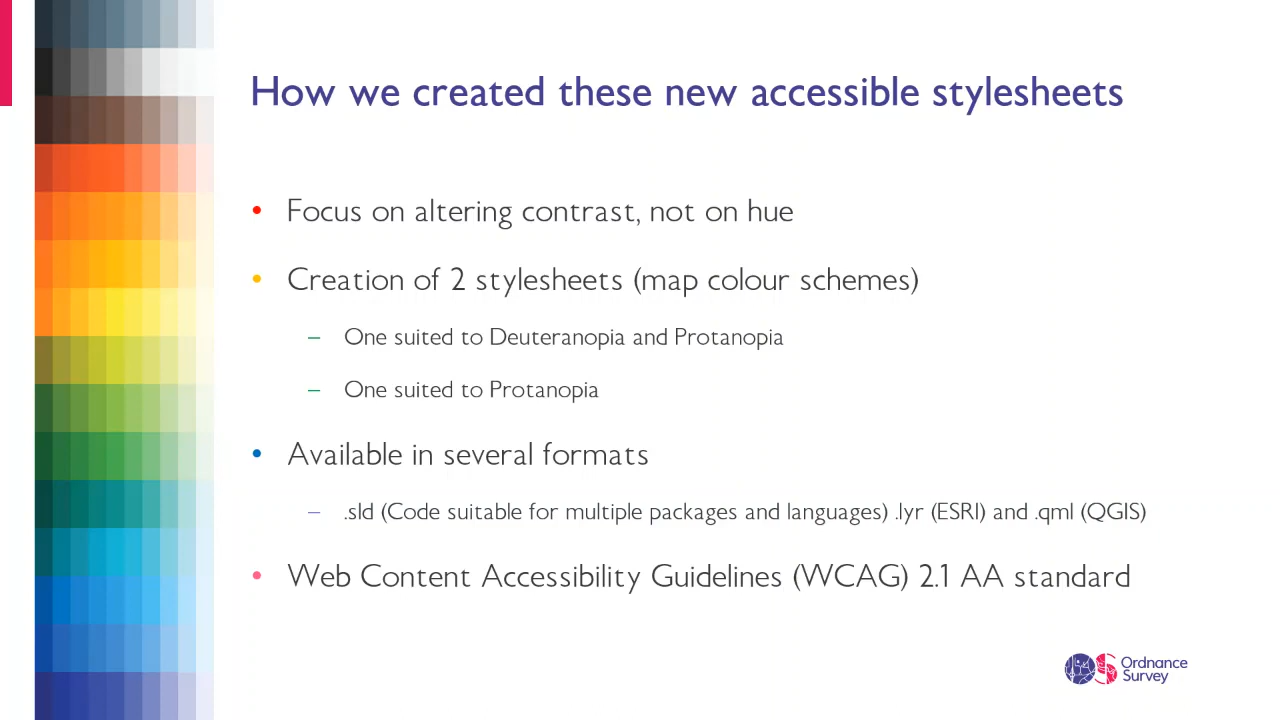 How we created these new accessible stylesheets
• Focus on altering contrast, not on hue
• Creation of 2 stylesheets (map colour schemes)
– One suited to Deuteranopia and Protanopia
– One suited to Protanopia
• Available in several formats
– .sld (Code suitable for multiple packages and languages) .lyr (ESRI) and .qml (QGIS)
• Web Content Accessibility Guidelines (WCAG) 2.1 AA standard
Ordnance
Survey